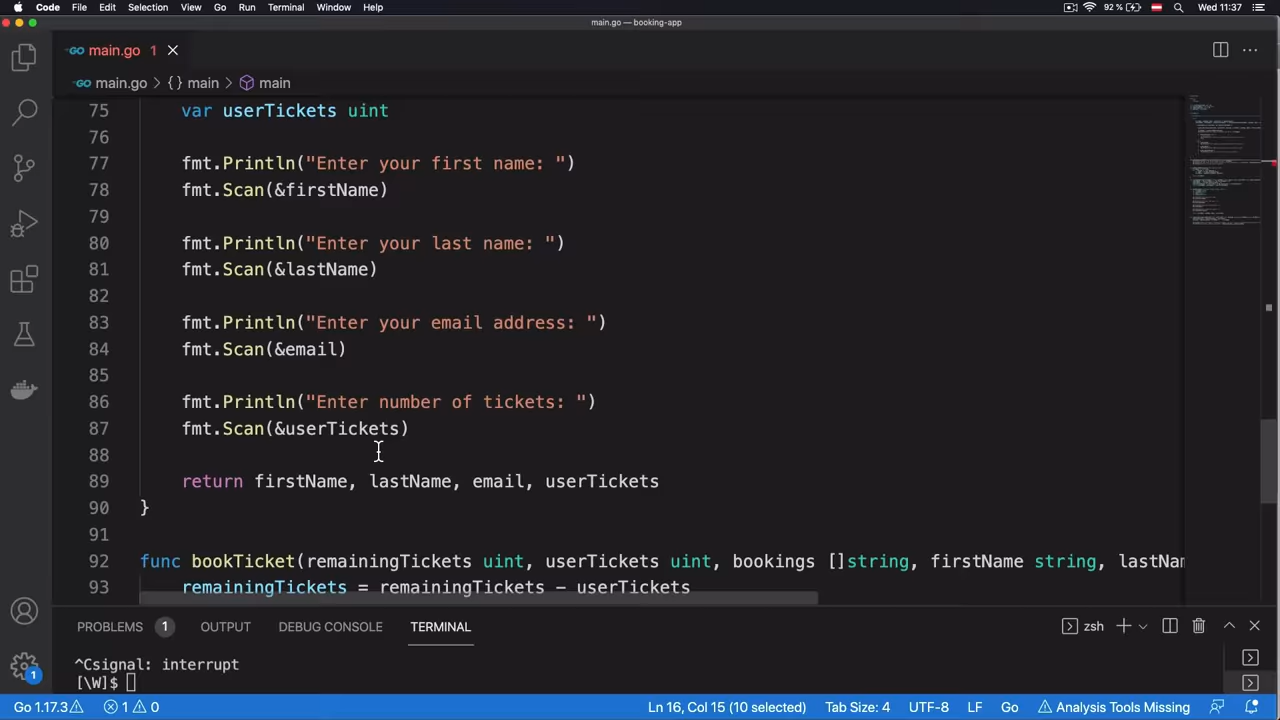 Code File Edit Selection View Go Run Terminal Window Help 92 % Wed 11:37
main.go — booking-app
main.go 1
main.go > {} main > main
75 var userTickets uint
76
77 fmt.Println("Enter your first name: ")
78 fmt.Scan(&firstName)
79
80 fmt.Println("Enter your last name: ")
81 fmt.Scan(&lastName)
82
83 fmt.Println("Enter your email address: ")
84 fmt.Scan(&email)
85
86 fmt.Println("Enter number of tickets: ")
87 fmt.Scan(&userTickets)
88
89 return firstName, lastName, email, userTickets
90 }
91
92 func bookTicket(remainingTickets uint, userTickets uint, bookings []string, firstName string, lastNam
93 remainingTickets = remainingTickets - userTickets
PROBLEMS 1 OUTPUT DEBUG CONSOLE TERMINAL zsh
^Csignal: interrupt
[\W]$
1
Go 1.17.3 1 0 Ln 16, Col 15 (10 selected) Tab Size: 4 UTF-8 LF Go Analysis Tools Missing